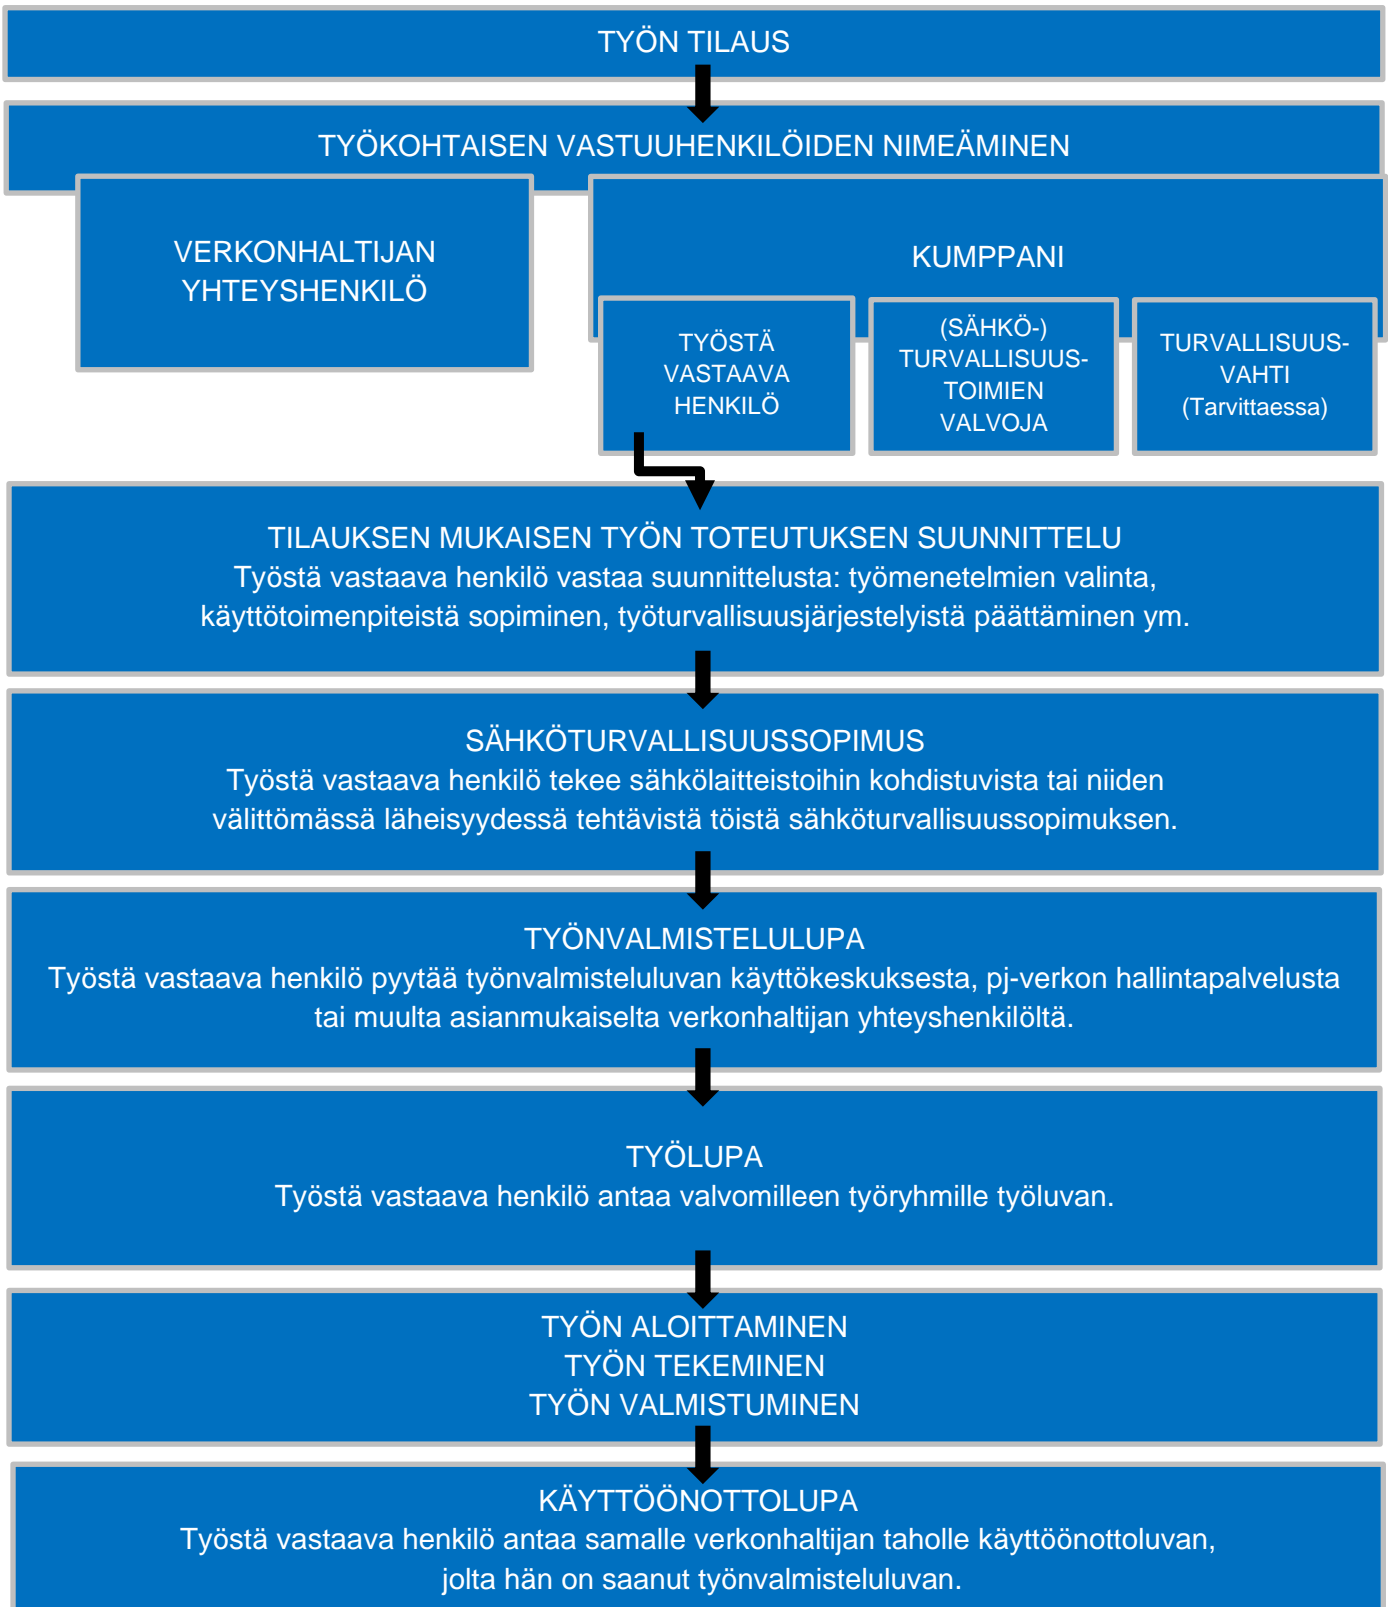 TYÖN TILAUS
TYÖKOHTAISEN VASTUUHENKILÖIDEN NIMEÄMINEN
VERKONHALTIJAN
YHTEYSHENKILÖ
KUMPPANI
TYÖSTÄ
VASTAAVA
HENKILÖ
(SÄHKÖ-)
TURVALLISUUS-
TOIMIEN
VALVOJA
TURVALLISUUS-
VAHTI
(Tarvittaessa)
TILAUKSEN MUKAISEN TYÖN TOTEUTUKSEN SUUNNITTELU
Työstä vastaava henkilö vastaa suunnittelusta: työmenetelmien valinta,
käyttötoimenpiteistä sopiminen, työturvallisuusjärjestelyistä päättäminen ym.
SÄHKÖTURVALLISUUSSOPIMUS
Työstä vastaava henkilö tekee sähkölaitteistoihin kohdistuvista tai niiden
välittömässä läheisyydessä tehtävistä töistä sähköturvallisuussopimuksen.
TYÖNVALMISTELULUPA
Työstä vastaava henkilö pyytää työnvalmisteluluvan käyttökeskuksesta, pj-verkon hallintapalvelusta
tai muulta asianmukaiselta verkonhaltijan yhteyshenkilöltä.
TYÖLUPA
Työstä vastaava henkilö antaa valvomilleen työryhmille työluvan.
TYÖN ALOITTAMINEN
TYÖN TEKEMINEN
TYÖN VALMISTUMINEN
KÄYTTÖÖNOTTOLUPA
Työstä vastaava henkilö antaa samalle verkonhaltijan taholle käyttöönottoluvan,
jolta hän on saanut työnvalmisteluluvan.